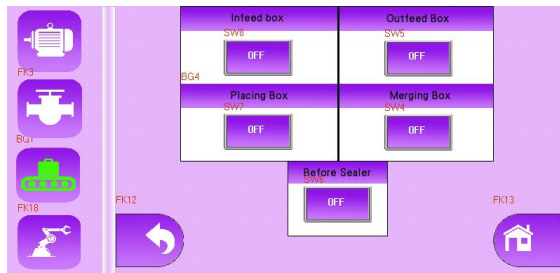 Infeed box
SW8
OFF
Outfeed Box
SW5
OFF
FK3
BG4
Placing Box
SW7
OFF
Merging Box
SW4
OFF
BG1
Before Sealer
SW6
OFF
FK18
FK12
FK13